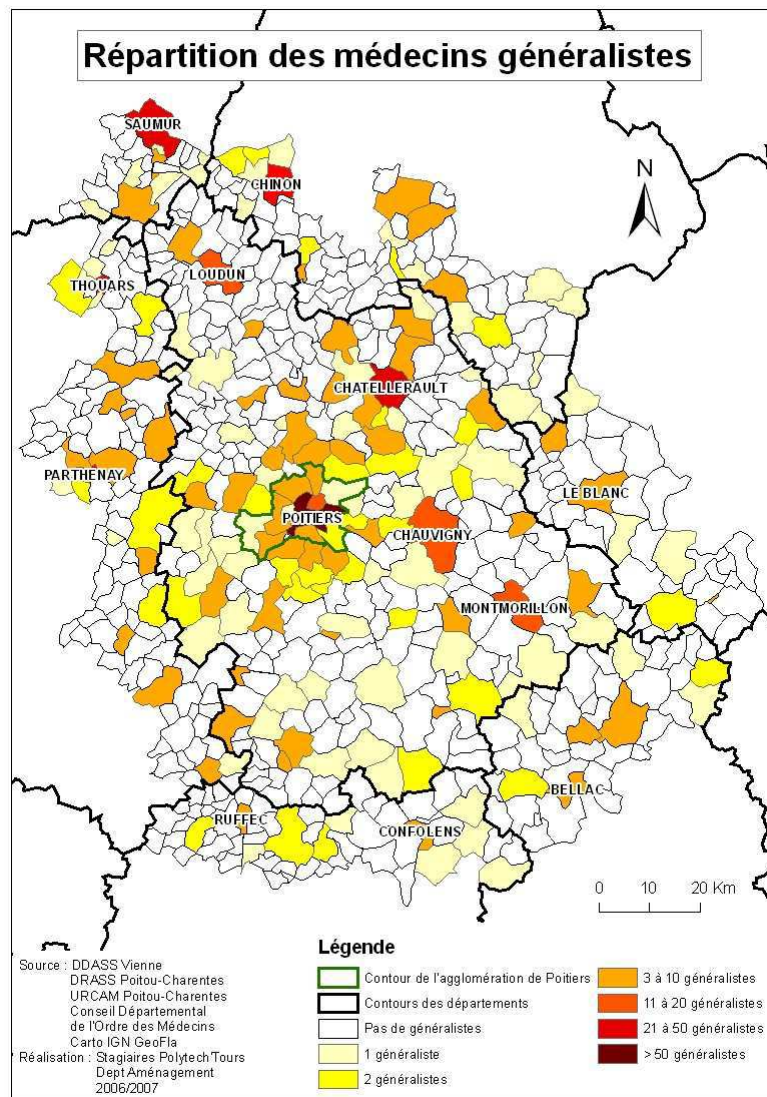 Répartition des médecins généralistes
SAUMUR
CHINON
N
LOUDUN
THOUARS
CHATELLERAULT
PARTHENAY
LE BLANC
POITIERS
CHAUVIGNY
MONTMORILLON
BELLAC
RUFFEC
CONFOLENS
0 10 20 Km
Source : DDASS Vienne
DRASS Poitou-Charentes
URCAM Poitou-Charentes
Conseil Départemental
de l'Ordre des Médecins
Carto IGN GeoFla
Réalisation : Stagiaires Polytech'Tours
Dept Aménagement
2006/2007
Légende
Contour de l'agglomération de Poitiers
Contours des départements
Pas de généralistes
1 généraliste
2 généralistes
3 à 10 généralistes
11 à 20 généralistes
21 à 50 généralistes
> 50 généralistes